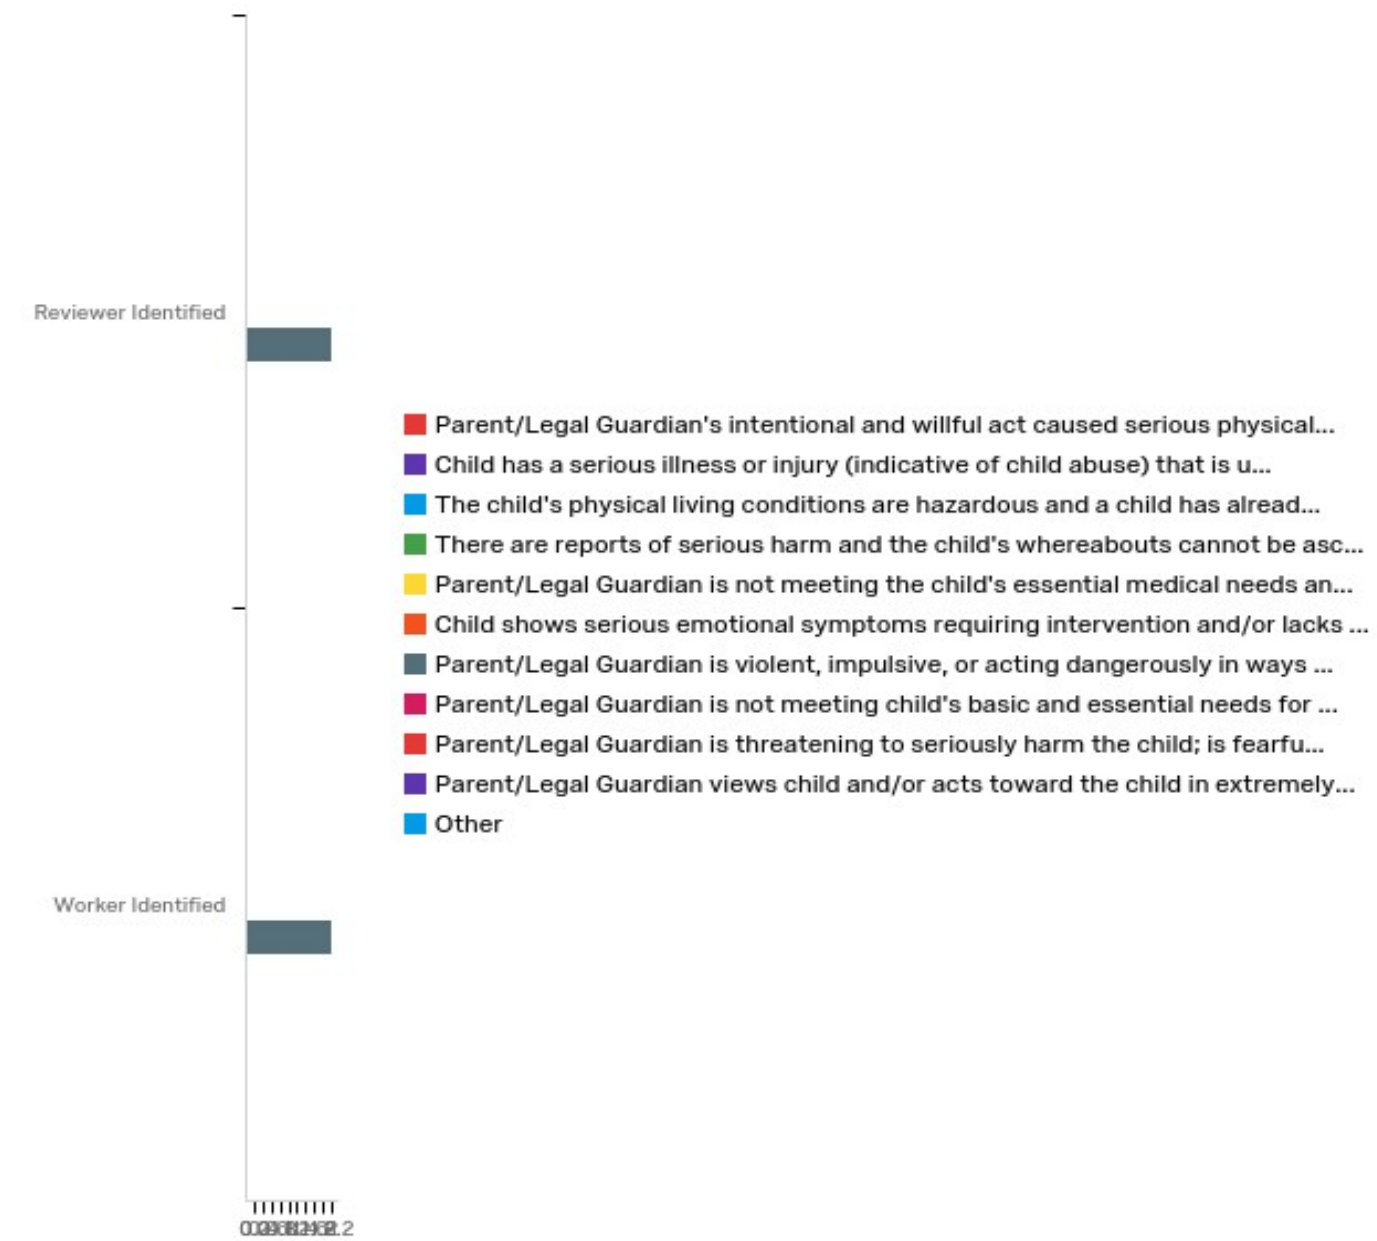 Reviewer Identified
Parent/Legal Guardian's intentional and willful act caused serious physical...
Child has a serious illness or injury (indicative of child abuse) that is u...
The child's physical living conditions are hazardous and a child has alread...
There are reports of serious harm and the child's whereabouts cannot be asc...
Parent/Legal Guardian is not meeting the child's essential medical needs an...
Child shows serious emotional symptoms requiring intervention and/or lacks ...
Parent/Legal Guardian is violent, impulsive, or acting dangerously in ways ...
Parent/Legal Guardian is not meeting child's basic and essential needs for ...
Parent/Legal Guardian is threatening to seriously harm the child; is fearfu...
Parent/Legal Guardian views child and/or acts toward the child in extremely...
Other
Worker Identified